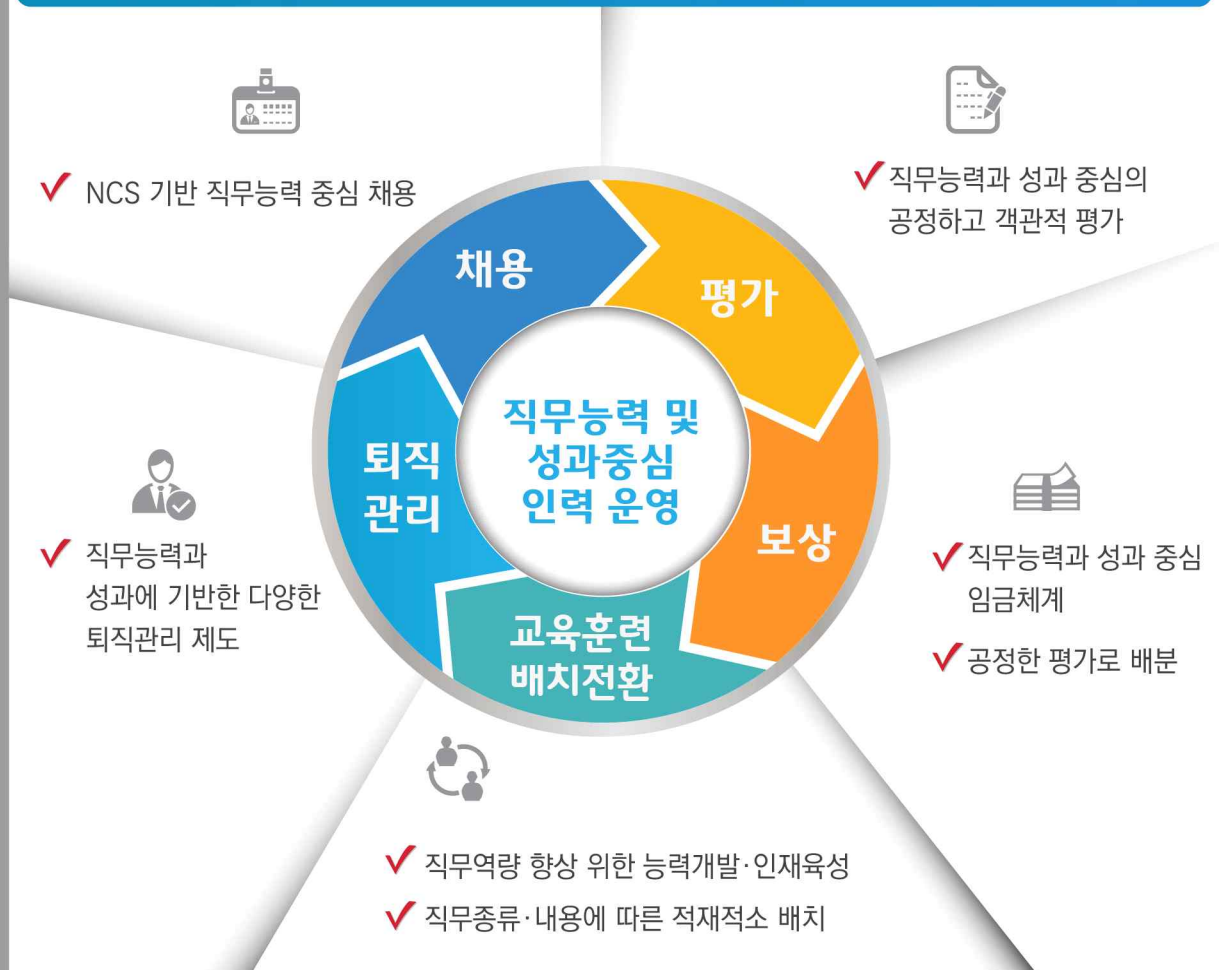 NCS 기반 직무능력 중심 채용
직무능력과 성과 중심의
공정하고 객관적 평가
채용
평가
직무능력 및
성과중심
인력 운영
퇴직
관리
보상
교육훈련
배치전환
직무능력과
성과에 기반한 다양한
퇴직관리 제도
직무능력과 성과 중심
임금체계
공정한 평가로 배분
직무역량 향상 위한 능력개발·인재육성
직무종류·내용에 따른 적재적소 배치